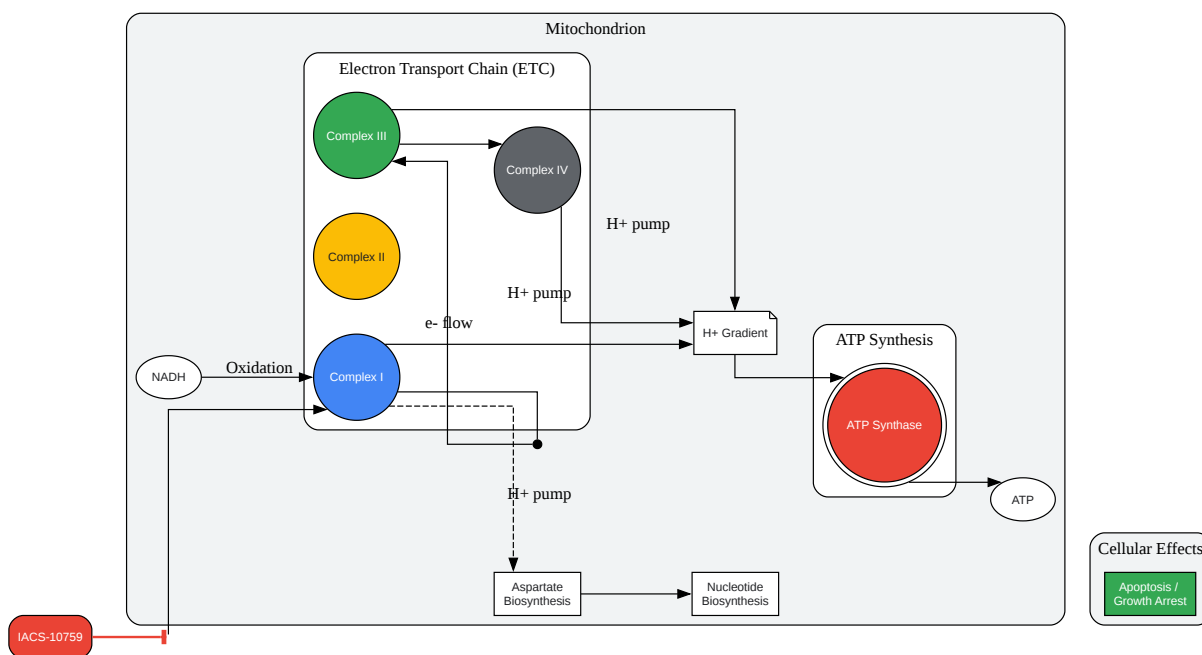 Mitochondrion
Electron Transport Chain (ETC)
Complex III
Complex IV
H+ pump
Complex II
H+ pump
e- flow
H+ Gradient
ATP Synthesis
NADH
Oxidation
Complex I
ATP Synthase
H+ pump
ATP
Cellular Effects
Aspartate
Biosynthesis
Nucleotide
Biosynthesis
Apoptosis /
Growth Arrest
IACS-10759